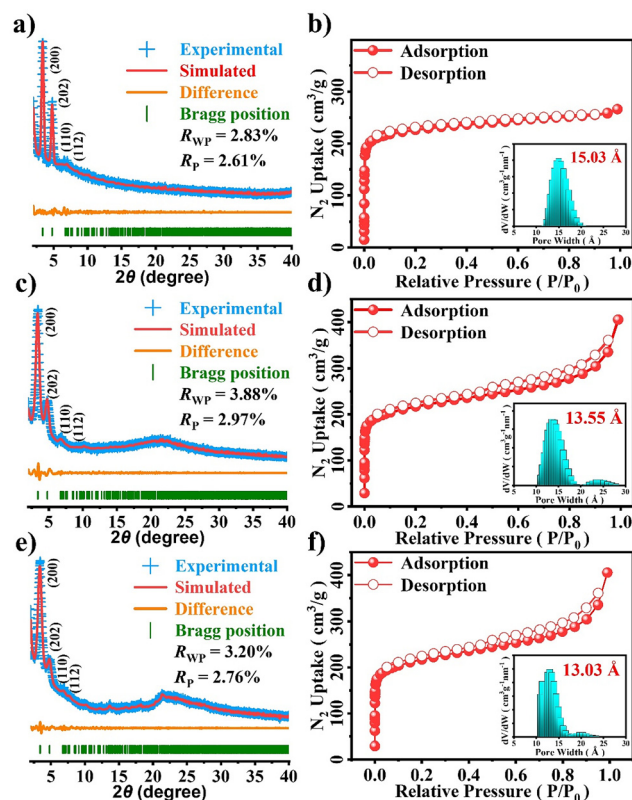 a)
(200)
(202)
(110)
(112)
Experimental
Simulated
Difference
Bragg position
R_WP = 2.83%
R_P = 2.61%
5 10 15 20 25 30 35 40
2θ (degree)
b)
Adsorption
Desorption
N₂ Uptake ( cm³/g )
300
200
100
0
0.0 0.2 0.4 0.6 0.8 1.0
Relative Pressure ( P/P₀ )
15.03 Å
dV/dW ( cm³g⁻¹nm⁻¹)
10 15 20 25 30
Pore Width ( Å )
c)
(200)
(202)
(110)
(112)
Experimental
Simulated
Difference
Bragg position
R_WP = 3.88%
R_P = 2.97%
5 10 15 20 25 30 35 40
2θ (degree)
d)
Adsorption
Desorption
N₂ Uptake ( cm³/g )
400
300
200
100
0
0.0 0.2 0.4 0.6 0.8 1.0
Relative Pressure ( P/P₀ )
13.55 Å
dV/dW ( cm³g⁻¹nm⁻¹)
5 10 15 20 25 30
Pore Width ( Å )
e)
(200)
(202)
(110)
(112)
Experimental
Simulated
Difference
Bragg position
R_WP = 3.20%
R_P = 2.76%
5 10 15 20 25 30 35 40
2θ (degree)
f)
Adsorption
Desorption
N₂ Uptake ( cm³/g )
400
300
200
100
0
0.0 0.2 0.4 0.6 0.8 1.0
Relative Pressure ( P/P₀ )
13.03 Å
dV/dW ( cm³g⁻¹nm⁻¹)
5 10 15 20 25 30
Pore Width ( Å )